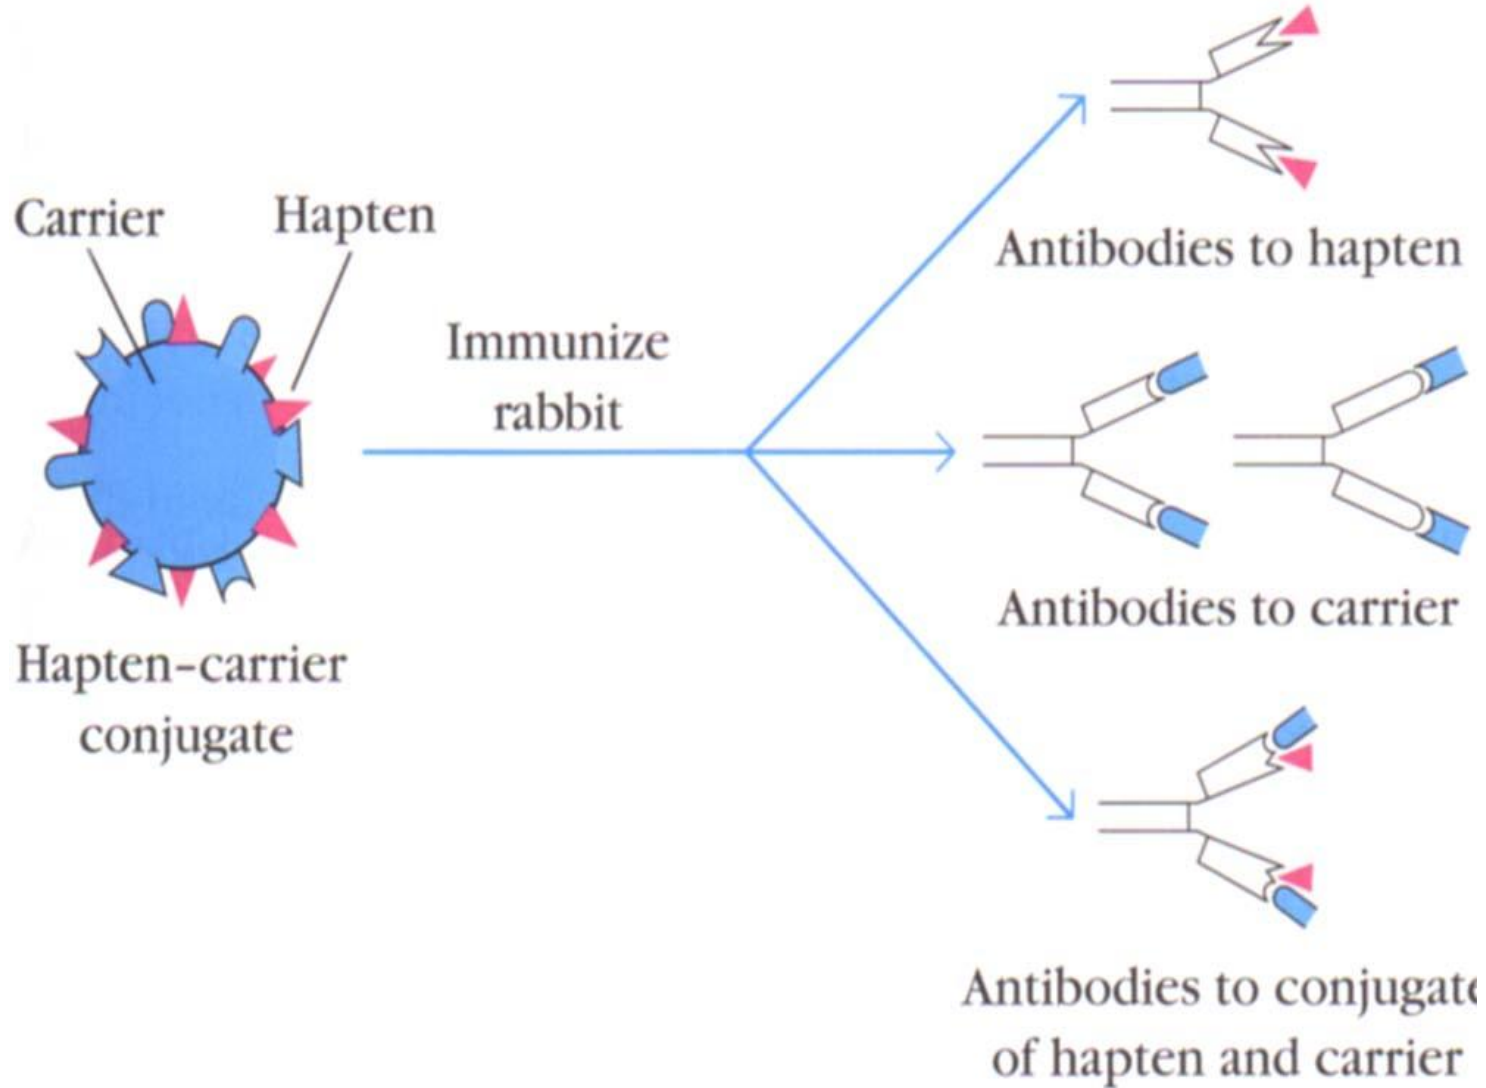 Carrier
Hapten
Immunize
rabbit
Hapten-carrier
conjugate
Antibodies to hapten
Antibodies to carrier
Antibodies to conjugate
of hapten and carrier